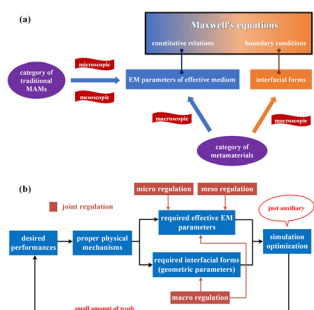 (a)
Maxwell's equations
constitutive relations
boundary conditions
category of
traditional
MAMs
microscopic
mesoscopic
EM parameters of effective medium
interfacial forms
macroscopic
macroscopic
category of
metamaterials
(b)
micro regulation
meso regulation
joint regulation
just auxiliary
desired
performances
proper physical
mechanisms
required effective EM
parameters
required interfacial forms
(geometric parameters)
simulation
optimization
macro regulation
small amount of work